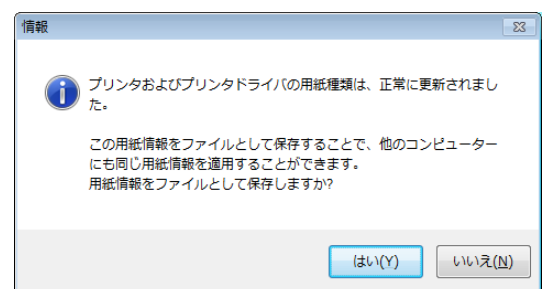 情報
プリンタおよびプリンタドライバの用紙種類は、正常に更新されまし
た。
この用紙情報をファイルとして保存することで、他のコンピューター
にも同じ用紙情報を適用することができます。
用紙情報をファイルとして保存しますか?
はい(Y) いいえ(N)